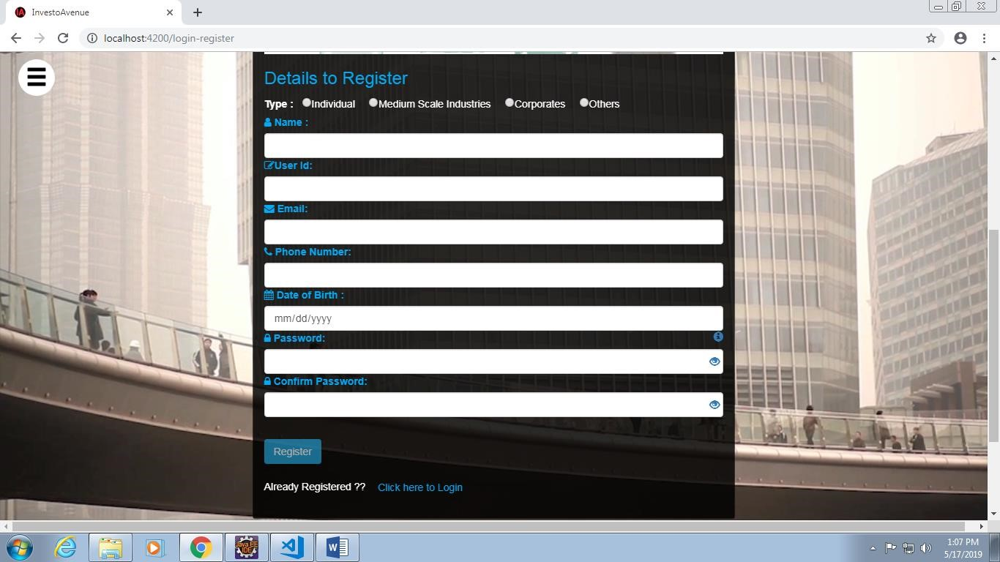 IA InvestoAvenue
localhost:4200/login-register
Details to Register
Type : Individual Medium Scale Industries Corporates Others
Name :
User Id:
Email:
Phone Number:
Date of Birth :
mm/dd/yyyy
Password:
Confirm Password:
Register
Already Registered ?? Click here to Login
Java EE
IDE
W
1:07 PM
5/17/2019